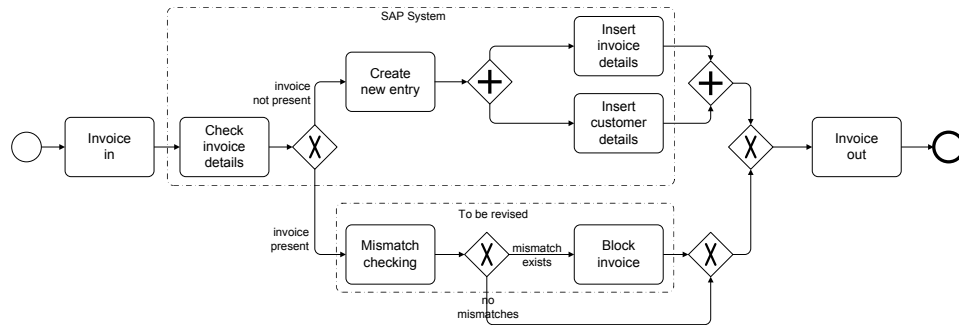 SAP System
Invoice
in
Check
invoice
details
invoice
not present
Create
new entry
Insert
invoice
details
Insert
customer
details
Invoice
out
invoice
present
To be revised
Mismatch
checking
mismatch
exists
Block
invoice
no
mismatches